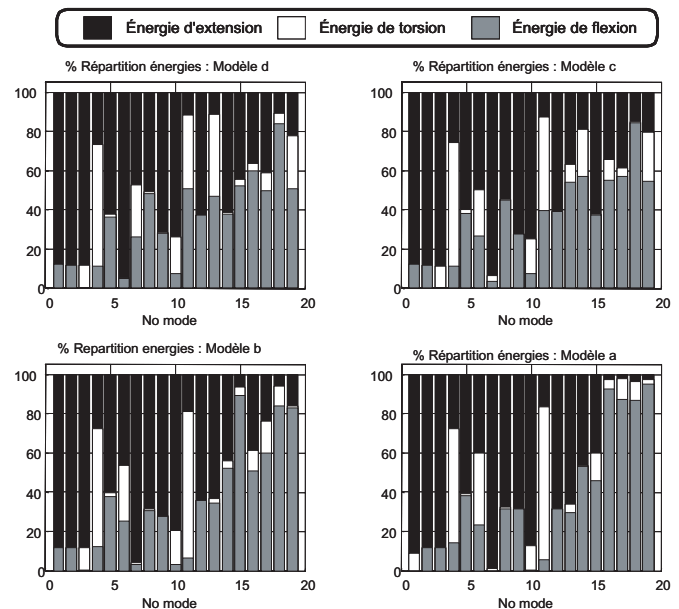 Énergie d'extension Énergie de torsion Énergie de flexion
% Répartition énergies : Modèle d
100
80
60
40
20
0
0 5 10 15 20
No mode
% Répartition énergies : Modèle c
100
80
60
40
20
0
0 5 10 15 20
No mode
% Repartition energies : Modèle b
100
80
60
40
20
0
0 5 10 15 20
No mode
% Répartition énergies : Modèle a
100
80
60
40
20
0
0 5 10 15 20
No mode